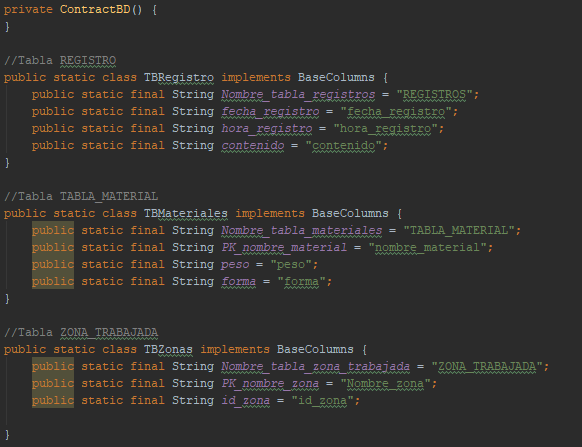 private ContractBD() {
}
//Tabla REGISTRO
public static class TBRegistro implements BaseColumns {
public static final String Nombre_tabla_registros = "REGISTROS";
public static final String fecha_registro = "fecha_registro";
public static final String hora_registro = "hora_registro";
public static final String contenido = "contenido";
}
//Tabla TABLA_MATERIAL
public static class TBMateriales implements BaseColumns {
public static final String Nombre_tabla_materiales = "TABLA_MATERIAL";
public static final String PK_nombre_material = "nombre_material";
public static final String peso = "peso";
public static final String forma = "forma";
}
//Tabla ZONA_TRABAJADA
public static class TBZonas implements BaseColumns {
public static final String Nombre_tabla_zona_trabajada = "ZONA_TRABAJADA";
public static final String PK_nombre_zona = "Nombre_zona";
public static final String id_zona = "id_zona";
}